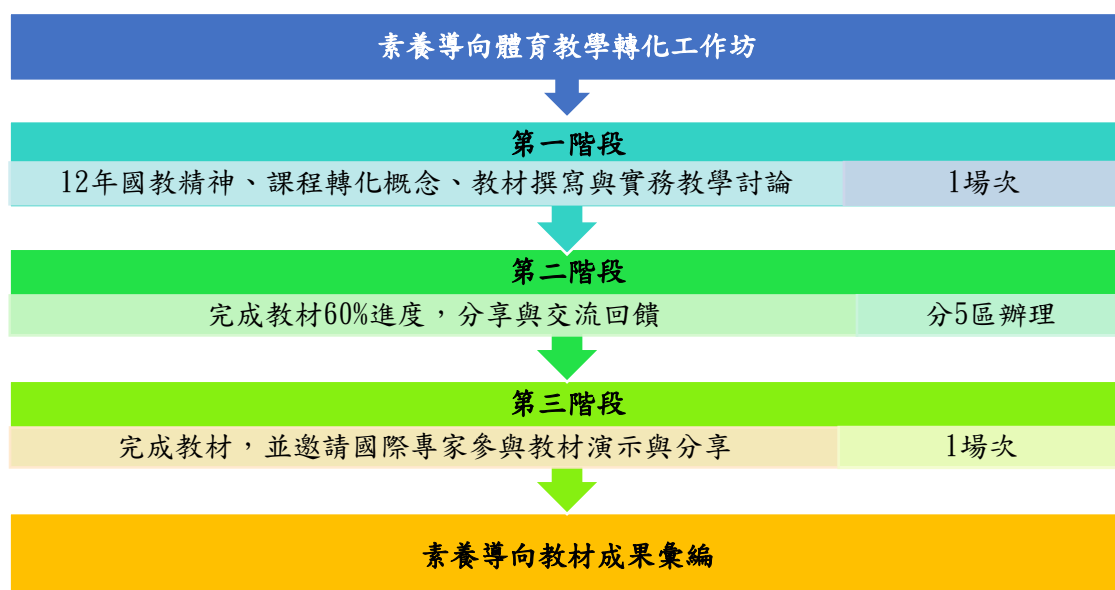 素養導向體育教學轉化工作坊
第一階段
12年國教精神、課程轉化概念、教材撰寫與實務教學討論 1場次
第二階段
完成教材60%進度，分享與交流回饋 分5區辦理
第三階段
完成教材，並邀請國際專家參與教材演示與分享 1場次
素養導向教材成果彙編